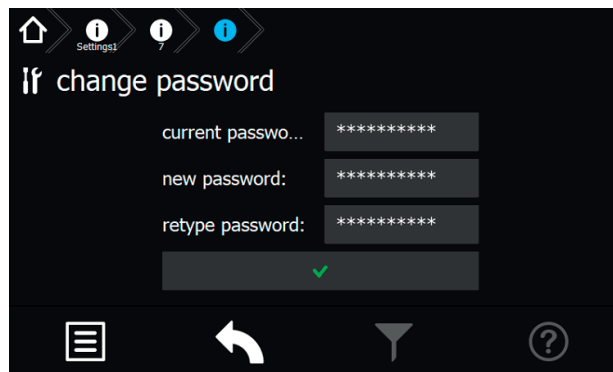 Settings1
7
change password
current passwo... **********
new password: **********
retype password: **********